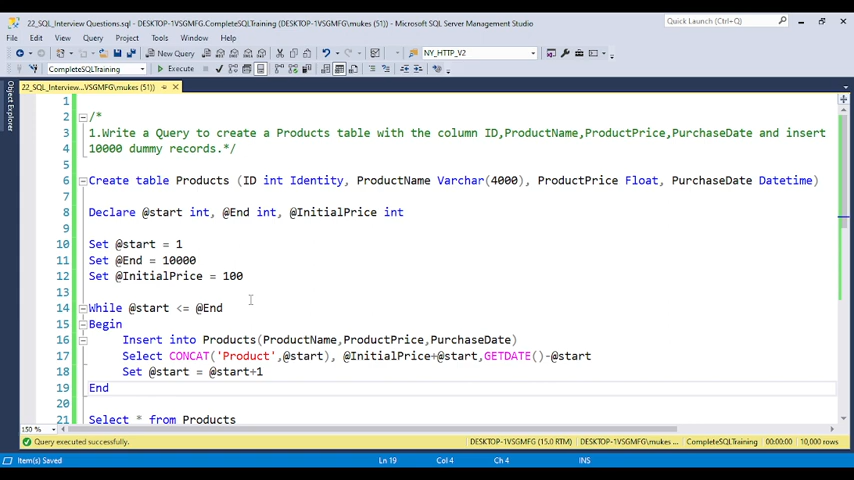 22_SQL_Interview Questions.sql - DESKTOP-1VSGMFG.CompleteSQLTraining (DESKTOP-1VSGMFG\mukes (51)) - Microsoft SQL Server Management Studio
Quick Launch (Ctrl+Q)
File Edit View Query Project Tools Window Help
New Query NY_HTTP_V2
CompleteSQLTraining Execute
22_SQL_Interview...VSGMFG\mukes (51))
Object Explorer
1
2 /*
3 1.Write a Query to create a Products table with the column ID,ProductName,ProductPrice,PurchaseDate and insert
4 10000 dummy records.*/
5
6 Create table Products (ID int Identity, ProductName Varchar(4000), ProductPrice Float, PurchaseDate Datetime)
7
8 Declare @start int, @End int, @InitialPrice int
9
10 Set @start = 1
11 Set @End = 10000
12 Set @InitialPrice = 100
13
14 While @start <= @End
15 Begin
16 Insert into Products(ProductName,ProductPrice,PurchaseDate)
17 Select CONCAT('Product',@start), @InitialPrice+@start,GETDATE()-@start
18 Set @start = @start+1
19 End
20
21 Select * from Products
150 %
Query executed successfully. DESKTOP-1VSGMFG (15.0 RTM) DESKTOP-1VSGMFG\mukes ... CompleteSQLTraining 00:00:00 10,000 rows
Item(s) Saved Ln 19 Col 4 Ch 4 INS